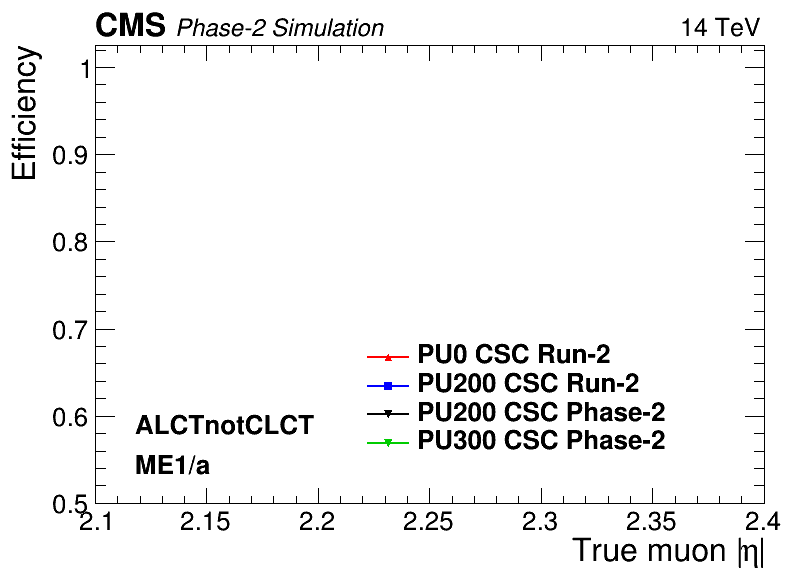 CMS Phase-2 Simulation 14 TeV
Efficiency
1
0.9
0.8
0.7
0.6
0.5
PU0 CSC Run-2
PU200 CSC Run-2
PU200 CSC Phase-2
PU300 CSC Phase-2
ALCTnotCLCT
ME1/a
2.1 2.15 2.2 2.25 2.3 2.35 2.4
True muon |η|